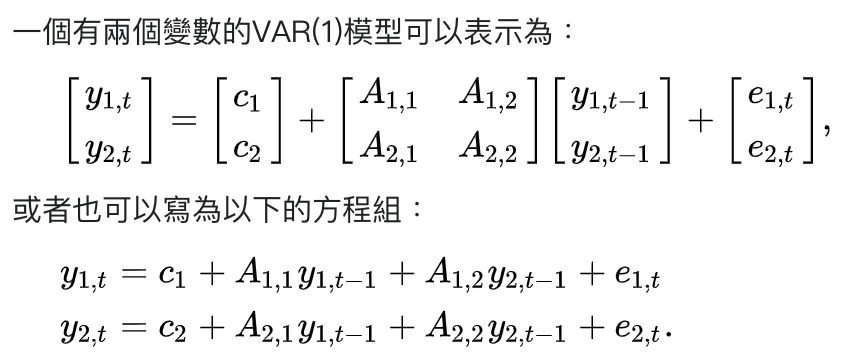 一個有兩個變數的VAR(1)模型可以表示為：
\begin{bmatrix} y_{1,t} \\ y_{2,t} \end{bmatrix} = \begin{bmatrix} c_1 \\ c_2 \end{bmatrix} + \begin{bmatrix} A_{1,1} & A_{1,2} \\ A_{2,1} & A_{2,2} \end{bmatrix} \begin{bmatrix} y_{1,t-1} \\ y_{2,t-1} \end{bmatrix} + \begin{bmatrix} e_{1,t} \\ e_{2,t} \end{bmatrix},
或者也可以寫為以下的方程組：
y_{1,t} = c_1 + A_{1,1}y_{1,t-1} + A_{1,2}y_{2,t-1} + e_{1,t}
y_{2,t} = c_2 + A_{2,1}y_{1,t-1} + A_{2,2}y_{2,t-1} + e_{2,t}.